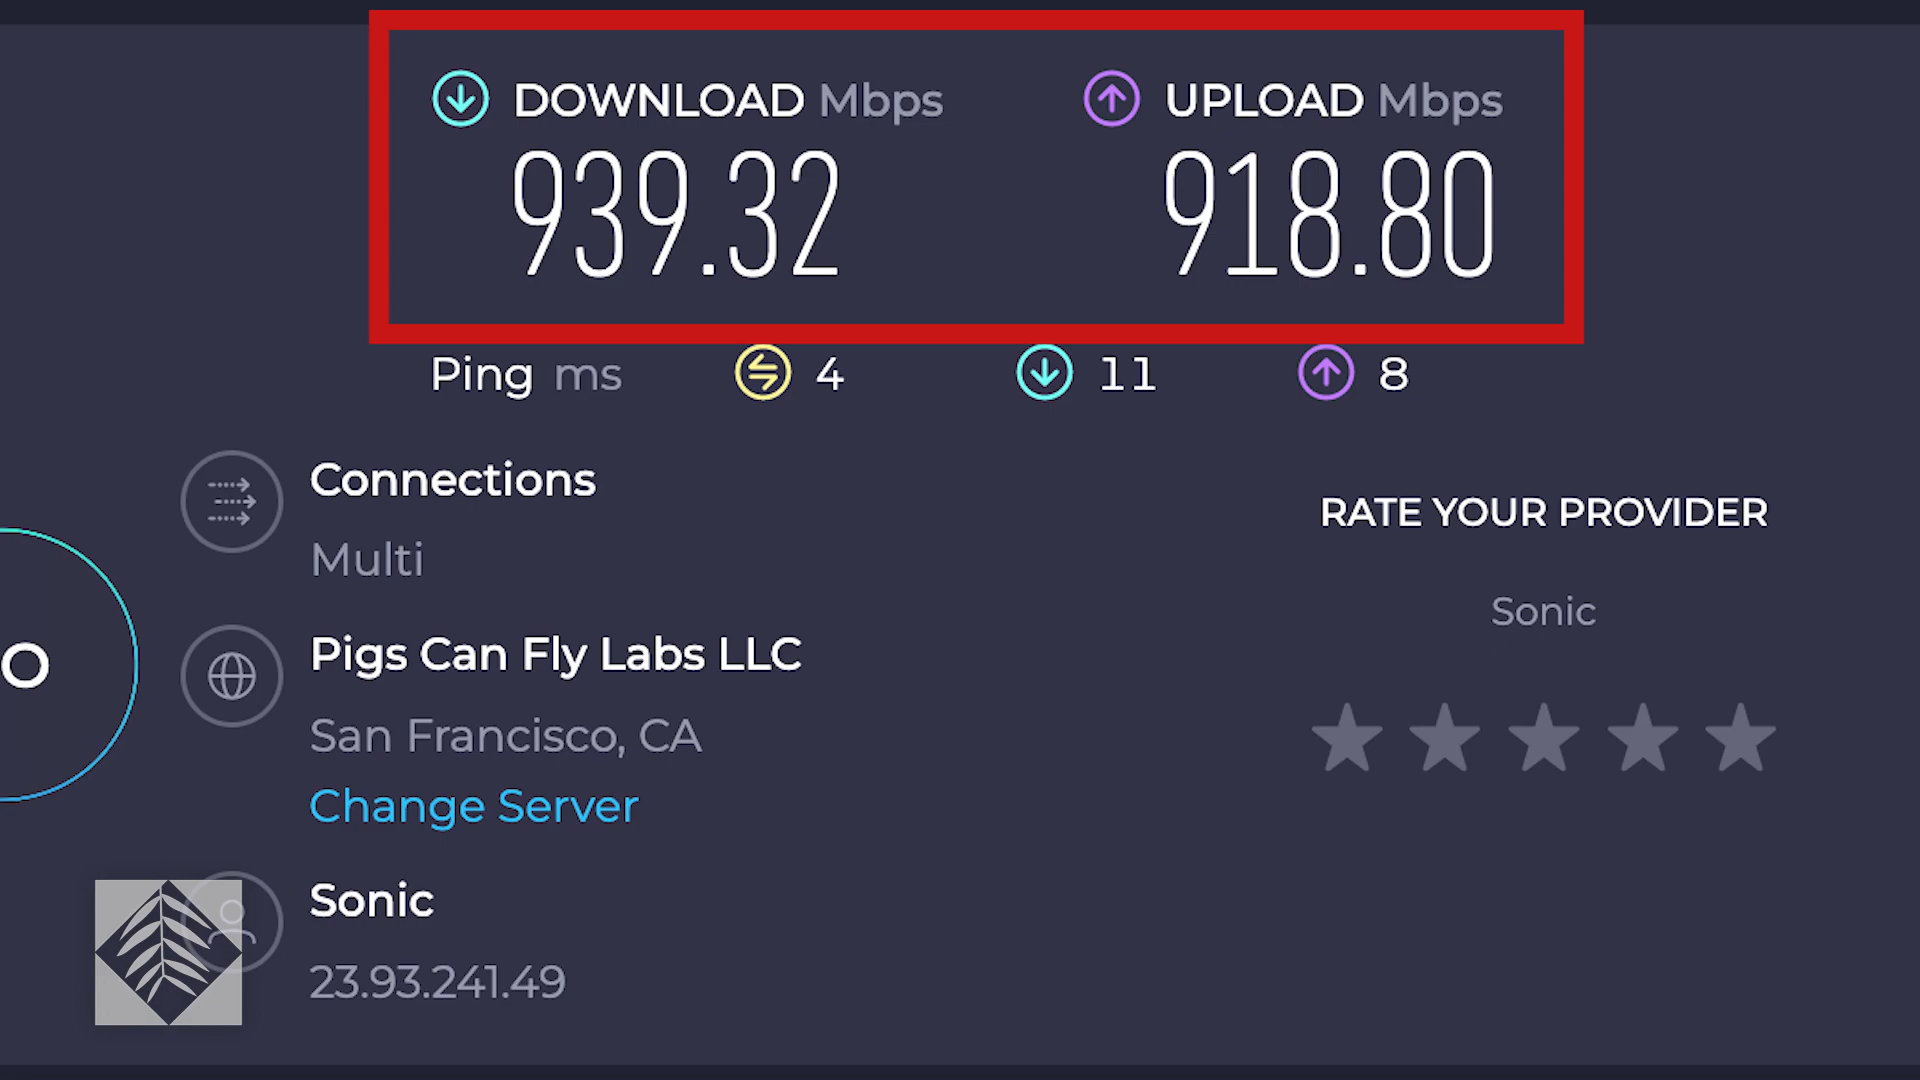 DOWNLOAD Mbps
939.32
UPLOAD Mbps
918.80
Ping ms 4 11 8
Connections
Multi
Pigs Can Fly Labs LLC
San Francisco, CA
Change Server
Sonic
23.93.241.49
RATE YOUR PROVIDER
Sonic
O